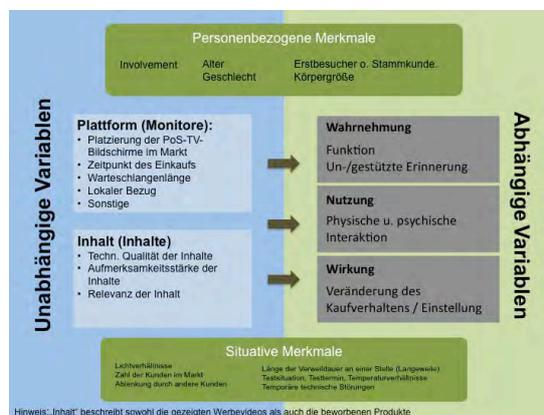 Personenbezogene Merkmale
Involvement
Alter
Geschlecht
Erstbesucher o. Stammkunde.
Körpergröße
Unabhängige Variablen
Plattform (Monitore):
• Platzierung der PoS-TV-
Bildschirme im Markt
• Zeitpunkt des Einkaufs
• Warteschlangenlänge
• Lokaler Bezug
• Sonstige
Inhalt (Inhalte)
• Techn. Qualität der Inhalte
• Aufmerksamkeitsstärke der
Inhalte
• Relevanz der Inhalt
Wahrnehmung
Funktion
Un-/gestützte Erinnerung
Nutzung
Physische u. psychische
Interaktion
Wirkung
Veränderung des
Kaufverhaltens / Einstellung
Abhängige Variablen
Situative Merkmale
Lichtverhältnisse
Zahl der Kunden im Markt
Ablenkung durch andere Kunden
Länge der Verweildauer an einer Stelle (Langeweile)
Testsituation, Testtermin, Temperaturverhältnisse
Temporäre technische Störungen
Hinweis: „Inhalt“ beschreibt sowohl die gezeigten Werbevideos als auch die beworbenen Produkte